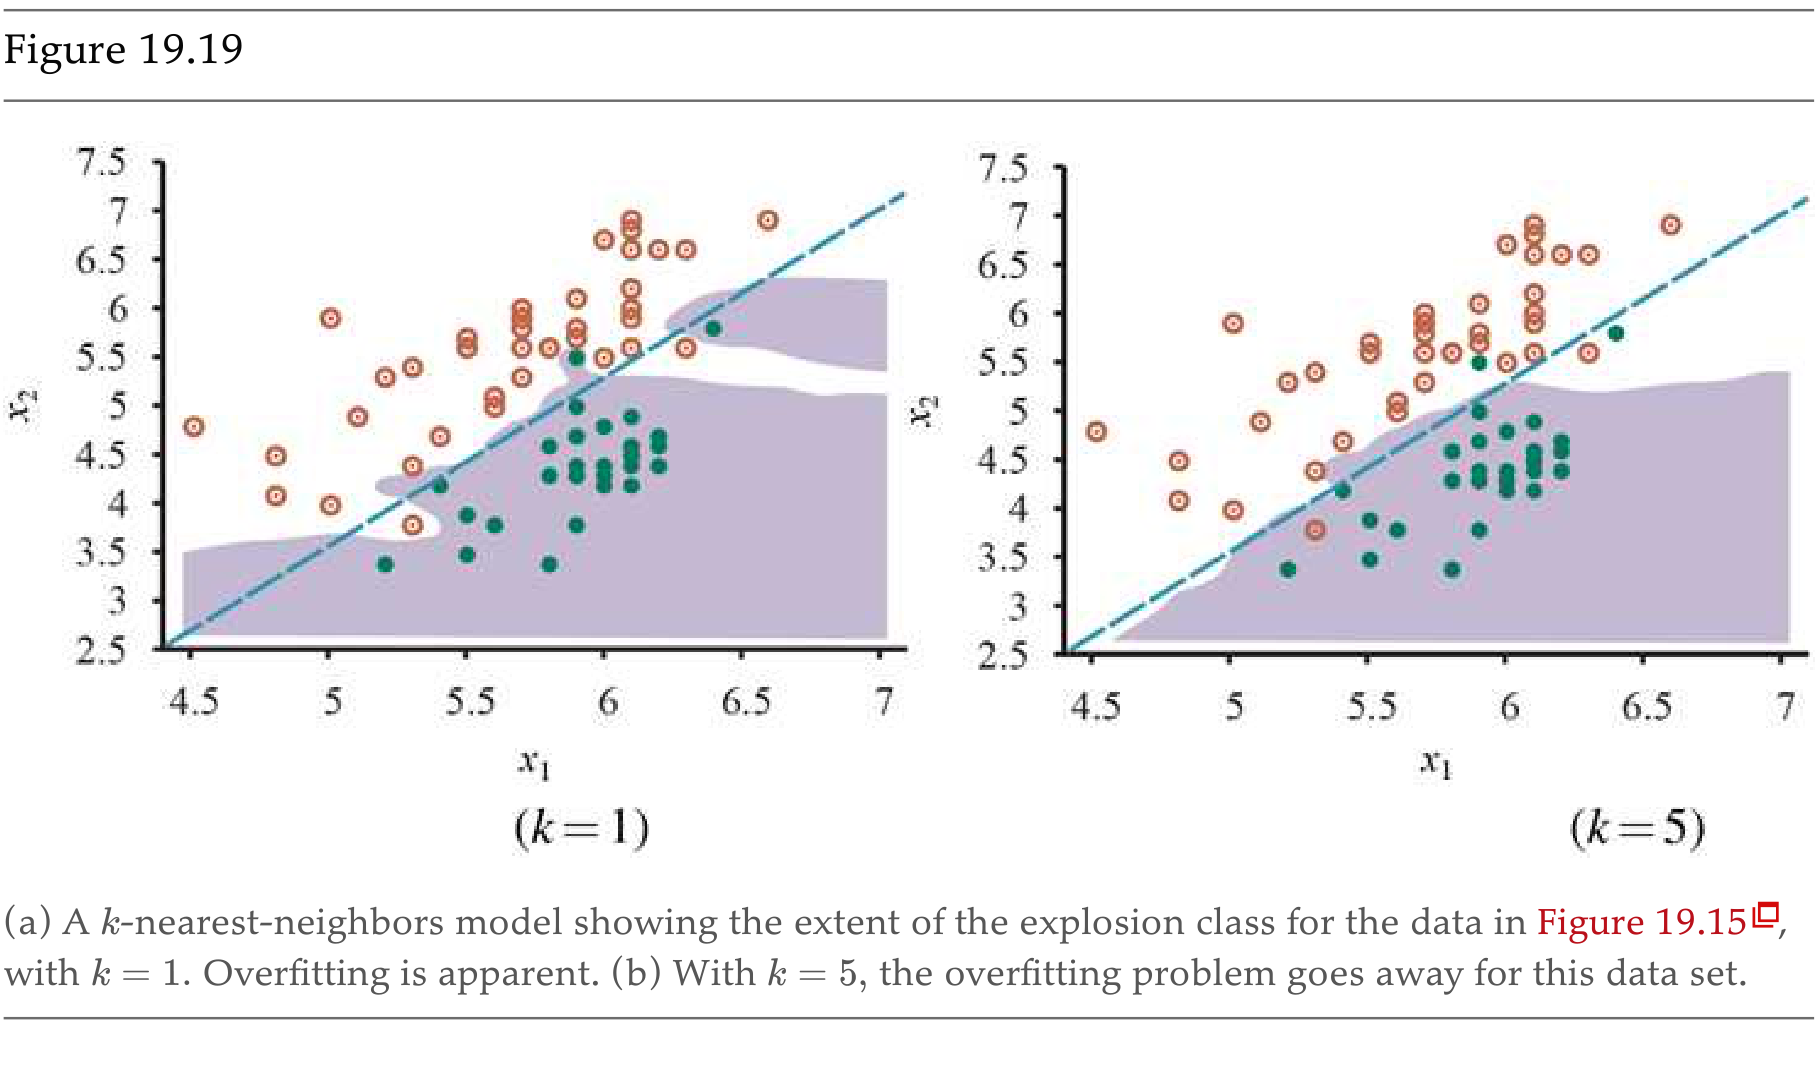 Figure 19.19
7.5
7
6.5
6
5.5
5
4.5
4
3.5
3
2.5
x₂
4.5 5 5.5 6 6.5 7
x₁
(k=1)
7.5
7
6.5
6
5.5
5
4.5
4
3.5
3
2.5
x₂
4.5 5 5.5 6 6.5 7
x₁
(k=5)
(a) A k-nearest-neighbors model showing the extent of the explosion class for the data in Figure 19.15,
with k = 1. Overfitting is apparent. (b) With k = 5, the overfitting problem goes away for this data set.